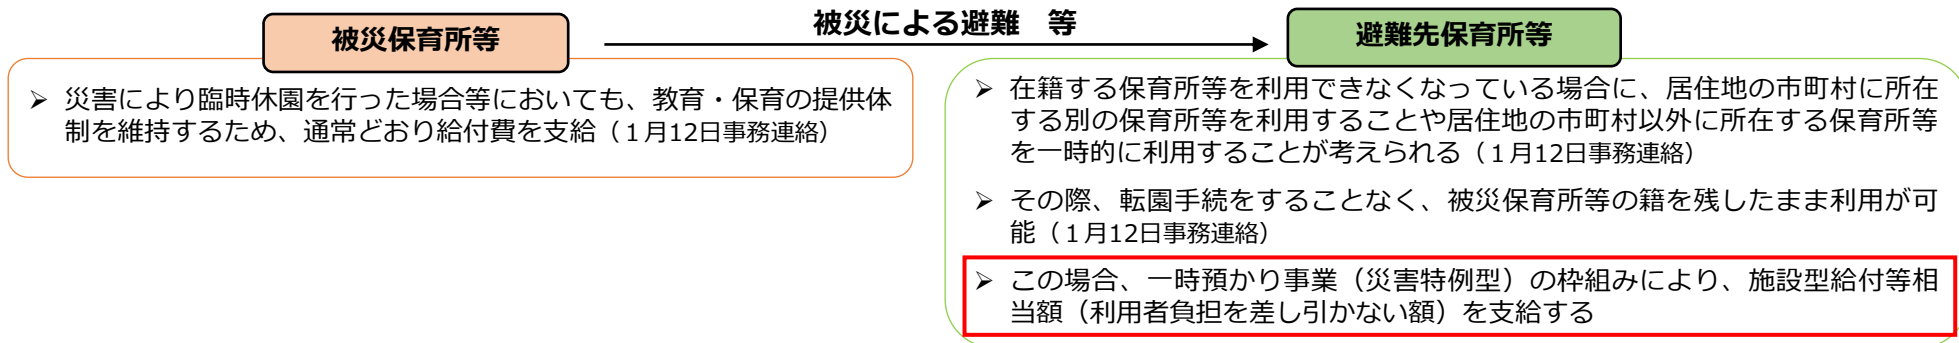 被災保育所等
被災による避難　等
避難先保育所等
➢ 災害により臨時休園を行った場合等においても、教育・保育の提供体
制を維持するため、通常どおり給付費を支給（１月12日事務連絡）
➢ 在籍する保育所等を利用できなくなっている場合に、居住地の市町村に所在
する別の保育所等を利用することや居住地の市町村以外に所在する保育所等
を一時的に利用することが考えられる（１月12日事務連絡）
➢ その際、転園手続をすることなく、被災保育所等の籍を残したまま利用が可
能（１月12日事務連絡）
➢ この場合、一時預かり事業（災害特例型）の枠組みにより、施設型給付等相
当額（利用者負担を差し引かない額）を支給する